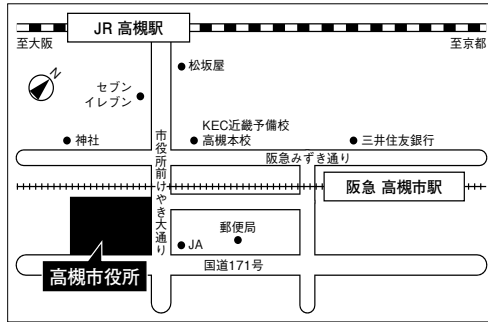 JR 高槻駅
至大阪
至京都
N
松坂屋
セブン
イレブン
神社
KEC近畿予備校
高槻本校
三井住友銀行
阪急みずき通り
市役所前けやき大通り
阪急 高槻市駅
郵便局
JA
国道171号
高槻市役所